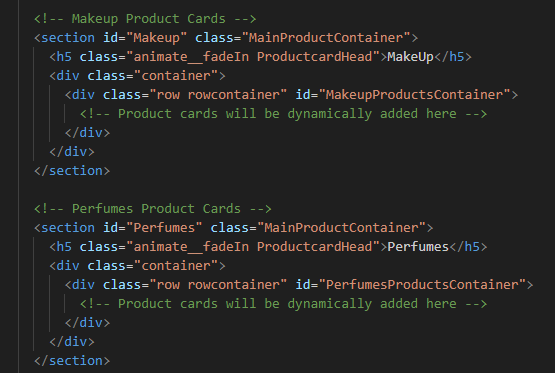 <!-- Makeup Product Cards -->
<section id="Makeup" class="MainProductContainer">
<h5 class="animate__fadeIn ProductcardHead">MakeUp</h5>
<div class="container">
<div class="row rowcontainer" id="MakeupProductsContainer">
<!-- Product cards will be dynamically added here -->
</div>
</div>
</section>
<!-- Perfumes Product Cards -->
<section id="Perfumes" class="MainProductContainer">
<h5 class="animate__fadeIn ProductcardHead">Perfumes</h5>
<div class="container">
<div class="row rowcontainer" id="PerfumesProductsContainer">
<!-- Product cards will be dynamically added here -->
</div>
</div>
</section>